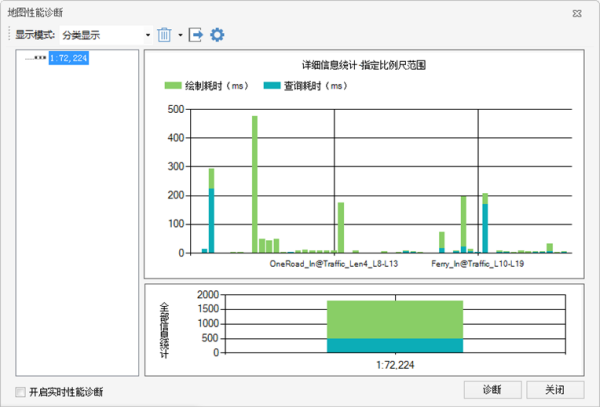 地图性能诊断
显示模式: 分类显示
1:72,224
详细信息统计-指定比例尺范围
绘制耗时（ms） 查询耗时（ms）
500
400
300
200
100
0
OneRoad_In@Traffic_Len4_L8-L13 Ferry_In@Traffic_L10-L19
全部信息统计
2000
1500
1000
500
0
1:72,224
开启实时性能诊断 诊断 关闭